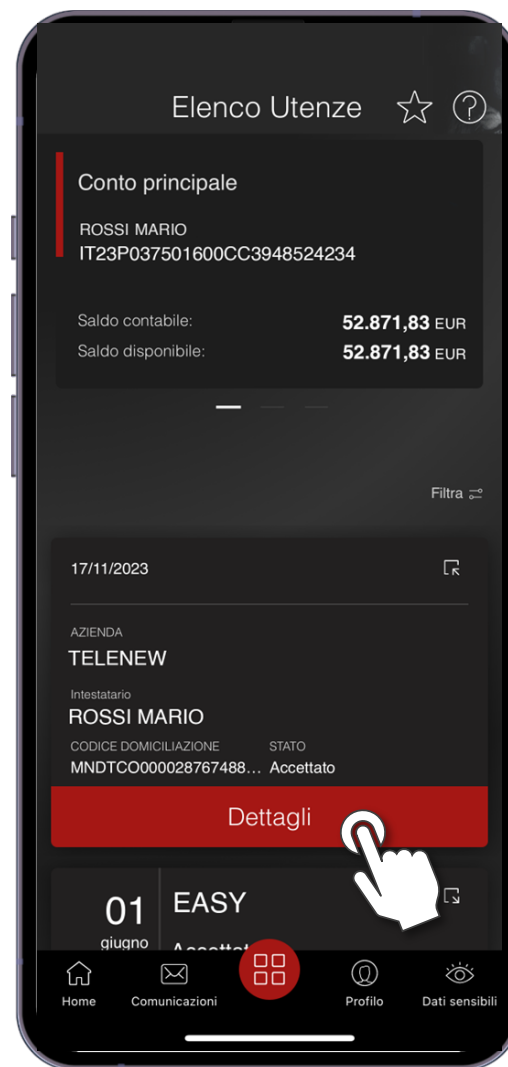 Elenco Utenze
Conto principale
ROSSI MARIO
IT23P037501600CC3948524234
Saldo contabile: 52.871,83 EUR
Saldo disponibile: 52.871,83 EUR
Filtra
17/11/2023
AZIENDA
TELENEW
Intestatario
ROSSI MARIO
CODICE DOMICILIAZIONE STATO
MNDTCO000028767488... Accettato
Dettagli
01 EASY
giugno Accettato
Home Comunicazioni Profilo Dati sensibili